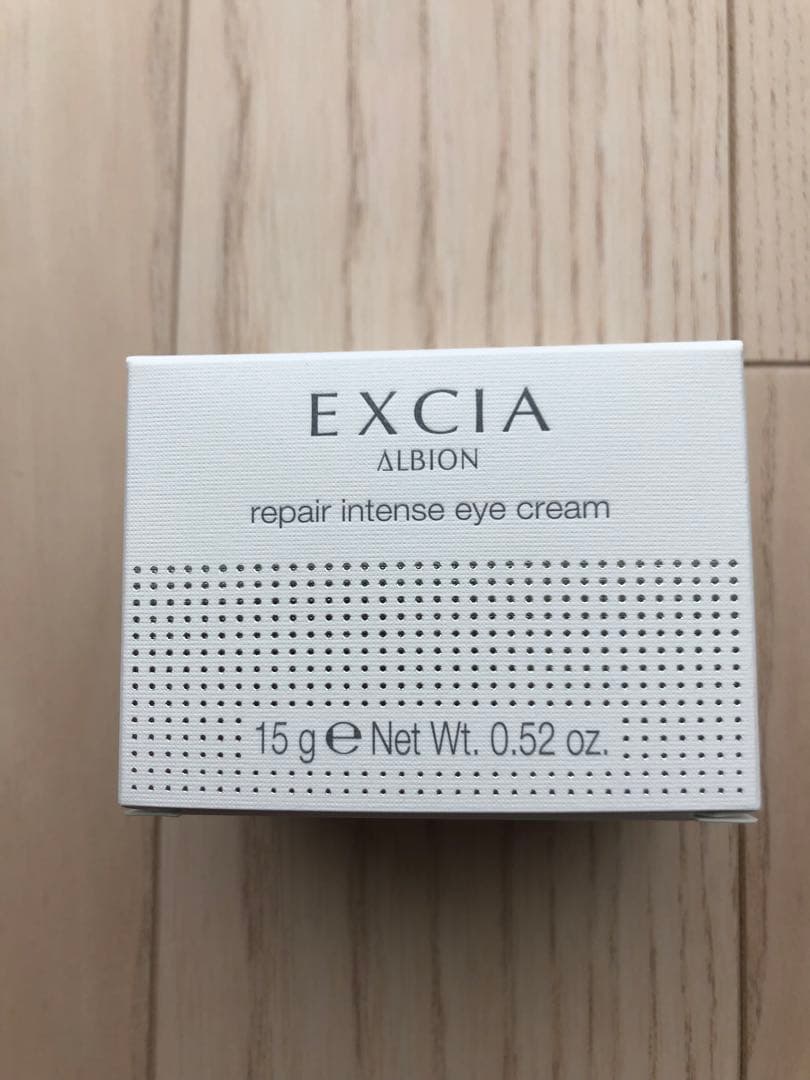 EXCIA
ALBION
repair intense eye cream
15 g ℮ Net Wt. 0.52 oz.